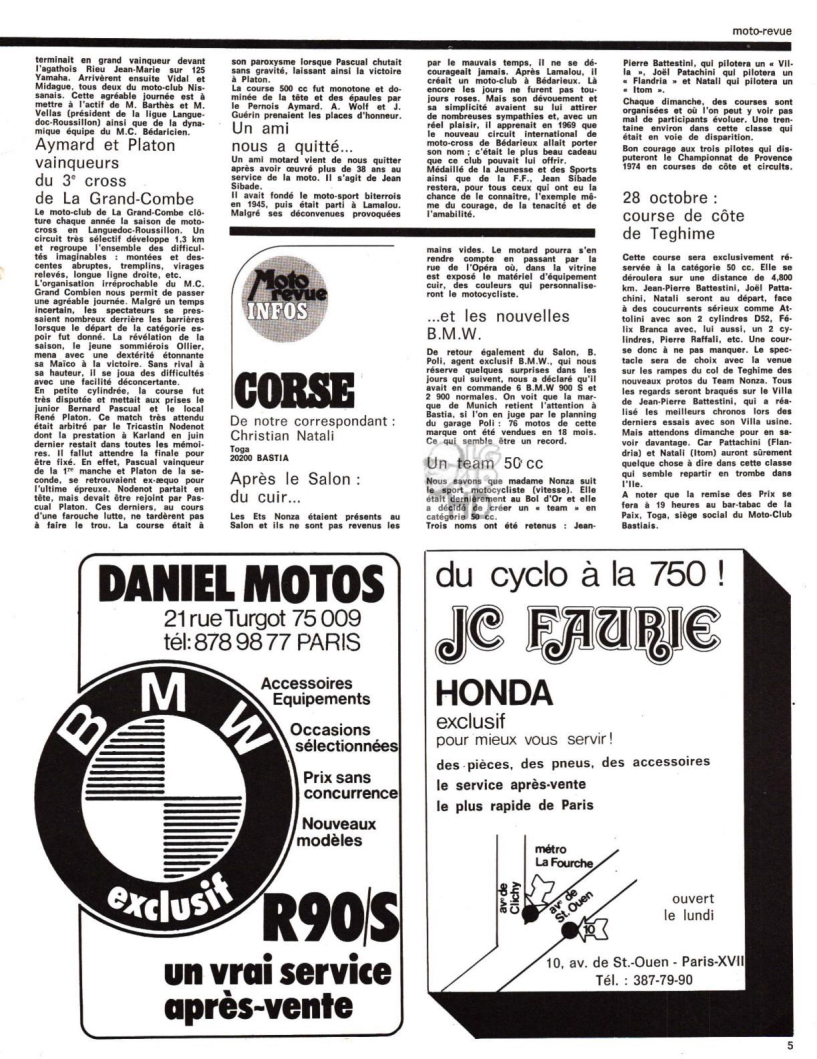 moto-revue
terminait en grand vainqueur devant
l'agathois Rieu Jean-Marie sur 125
Yamaha. Arrivèrent ensuite Vidal et
Midague, tous deux du moto-club Nis-
sanais. Cette agréable journée est à
mettre à l'actif de M. Barthès et M.
Vellas (président de la ligue Langue-
doc-Roussillon) ainsi que de la dyna-
mique équipe du M.C. Bédaricien.
Aymard et Platon
vainqueurs
du 3e cross
de La Grand-Combe
Le moto-club de La Grand-Combe clô-
ture chaque année la saison de moto-
cross en Languedoc-Roussillon. Un
circuit très sélectif développe 1,3 km
et regroupe l'ensemble des difficul-
tés imaginables : montées et des-
centes abruptes, tremplins, virages
relevés, longue ligne droite, etc.
L'organisation irréprochable du M.C.
Grand Combien nous permit de passer
une agréable journée. Malgré un temps
incertain, les spectateurs se pres-
saient nombreux derrière les barrières
lorsque le départ de la catégorie es-
poir fut donné. La révélation de la
saison, le jeune sommiérois Ollier,
mena avec une dextérité étonnante
sa Maico à la victoire. Sans rival à
sa hauteur, il se joua des difficultés
avec une facilité déconcertante.
En petite cylindrée, la course fut
très disputée et mettait aux prises le
junior Bernard Pascual et le local
René Platon. Ce match très attendu
était arbitré par le Tricastin Nodenot
dont la prestation à Karland en juin
dernier restait dans toutes les mémoi-
res. Il fallut attendre la finale pour
être fixé. En effet, Pascual vainqueur
de la 1re manche et Platon de la se-
conde, se retrouvaient ex-æquo pour
l'ultime épreuve. Nodenot partait en
tête, mais devait être rejoint par Pas-
cual Platon. Ces derniers, au cours
d'une farouche lutte, ne tardèrent pas
à faire le trou. La course était à
son paroxysme lorsque Pascual chutait
sans gravité, laissant ainsi la victoire
à Platon.
La course 500 cc fut monotone et do-
minée de la tête et des épaules par
le Pernois Aymard. A. Wolf et J.
Guérin prenaient les places d'honneur.
Un ami
nous a quitté...
Un ami motard vient de nous quitter
après avoir œuvré plus de 38 ans au
service de la moto. Il s'agit de Jean
Sibade.
Il avait fondé le moto-sport biterrois
en 1945, puis était parti à Lamalou.
Malgré ses déconvenues provoquées
par le mauvais temps, il ne se dé-
courageait jamais. Après Lamalou, il
créait un moto-club à Bédarieux. Là
encore les jours ne furent pas tou-
jours roses. Mais son dévouement et
sa simplicité avaient su lui attirer
de nombreuses sympathies et, avec un
réel plaisir, il apprenait en 1969 que
le nouveau circuit international de
moto-cross de Bédarieux allait porter
son nom ; c'était le plus beau cadeau
que ce club pouvait lui offrir.
Médaillé de la Jeunesse et des Sports
ainsi que de la F.F., Jean Sibade
restera, pour tous ceux qui ont eu la
chance de le connaitre, l'exemple mê-
me du courage, de la tenacité et de
l'amabilité.
Moto
revue
INFOS
CORSE
De notre correspondant :
Christian Natali
Toga
20200 BASTIA
Après le Salon :
du cuir...
Les Ets Nonza étaient présents au
Salon et ils ne sont pas revenus les
mains vides. Le motard pourra s'en
rendre compte en passant par la
rue de l'Opéra où, dans la vitrine
est exposé le matériel d'équipement
cuir, des couleurs qui personnalise-
ront le motocycliste.
...et les nouvelles
B.M.W.
De retour également du Salon, B.
Poli, agent exclusif B.M.W., qui nous
réserve quelques surprises dans les
jours qui suivent, nous a déclaré qu'il
avait en commande 6 B.M.W 900 S et
2 900 normales. On voit que la mar-
que de Munich retient l'attention à
Bastia, si l'on en juge par le planning
du garage Poli : 76 motos de cette
marque ont été vendues en 18 mois.
Ce qui semble être un record.
Un team 50 cc
Nous savons que madame Nonza suit
le sport motocycliste (vitesse). Elle
était dernièrement au Bol d'Or et elle
a décidé de créer un « team » en
catégorie 50 cc.
Trois noms ont été retenus : Jean-
Pierre Battestini, qui pilotera un « Vil-
la », Joël Patachini qui pilotera un
« Flandria » et Natali qui pilotera un
« Itom ».
Chaque dimanche, des courses sont
organisées et où l'on peut y voir pas
mal de participants évoluer. Une tren-
taine environ dans cette classe qui
était en voie de disparition.
Bon courage aux trois pilotes qui dis-
puteront le Championnat de Provence
1974 en courses de côte et circuits.
28 octobre :
course de côte
de Teghime
Cette course sera exclusivement ré-
servée à la catégorie 50 cc. Elle se
déroulera sur une distance de 4,800
km. Jean-Pierre Battestini, Joël Patta-
chini, Natali seront au départ, face
à des coucurrents sérieux comme At-
tolini avec son 2 cylindres D52, Fé-
lix Branca avec, lui aussi, un 2 cy-
lindres, Pierre Raffali, etc. Une cour-
se donc à ne pas manquer. Le spec-
tacle sera de choix avec la venue
sur les rampes du col de Teghime des
nouveaux protos du Team Nonza. Tous
les regards seront braqués sur le Villa
de Jean-Pierre Battestini, qui a réa-
lisé les meilleurs chronos lors des
derniers essais avec son Villa usine.
Mais attendons dimanche pour en sa-
voir davantage. Car Pattachini (Flan-
dria) et Natali (Itom) auront sûrement
quelque chose à dire dans cette classe
qui semble repartir en trombe dans
l'Ile.
A noter que la remise des Prix se
fera à 19 heures au bar-tabac de la
Paix, Toga, siège social du Moto-Club
Bastiais.
DANIEL MOTOS
21 rue Turgot 75 009
tél: 878 98 77 PARIS
BMW
exclusif
Accessoires
Equipements
Occasions
sélectionnées
Prix sans
concurrence
Nouveaux
modèles
R90/S
un vrai service
après-vente
du cyclo à la 750 !
JC FAURIE
HONDA
exclusif
pour mieux vous servir!
des pièces, des pneus, des accessoires
le service après-vente
le plus rapide de Paris
métro
La Fourche
ave de
Clichy
ave de
St. Ouen
10
ouvert
le lundi
10, av. de St.-Ouen - Paris-XVII
Tél. : 387-79-90
5